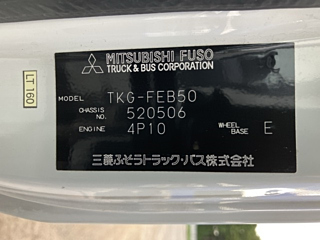 MITSUBISHI FUSO
TRUCK & BUS CORPORATION
MODEL TKG-FEB50
CHASSIS NO. 520506
ENGINE 4P10 WHEEL BASE E
三菱ふそうトラック・バス株式会社
LT160